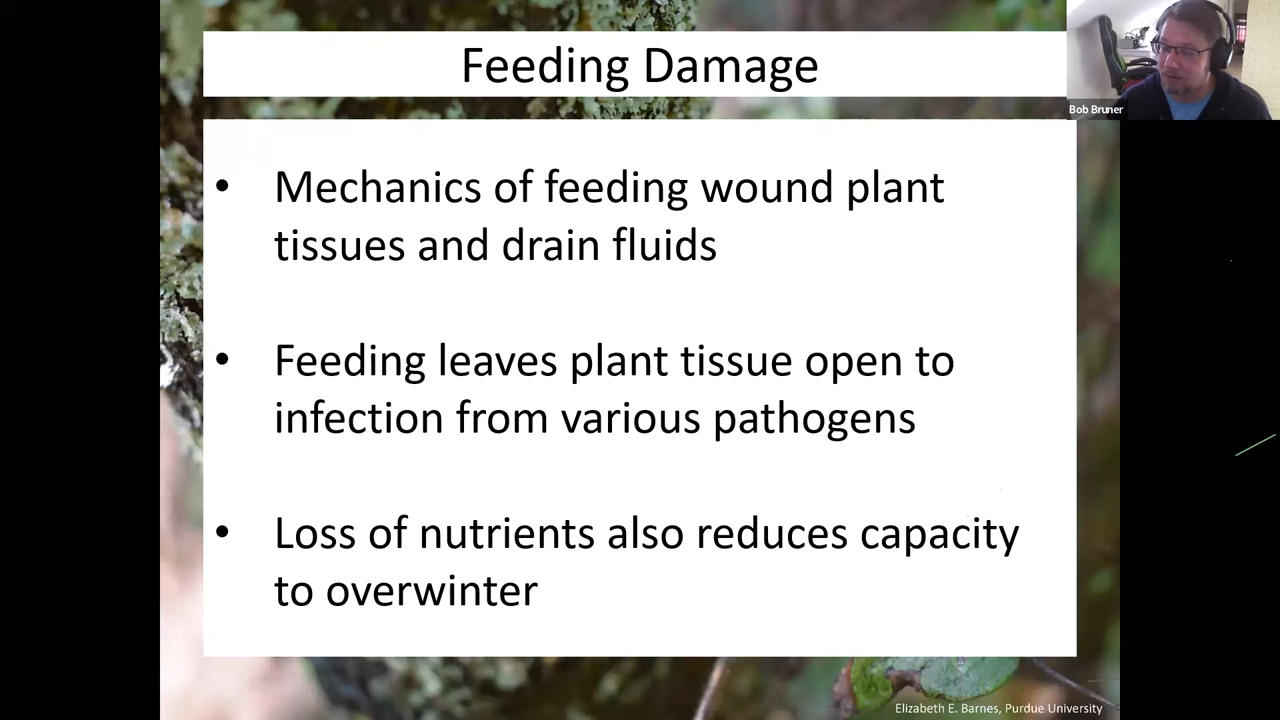 Feeding Damage
Bob Bruner
• Mechanics of feeding wound plant
tissues and drain fluids
• Feeding leaves plant tissue open to
infection from various pathogens
• Loss of nutrients also reduces capacity
to overwinter
Elizabeth E. Barnes, Purdue University